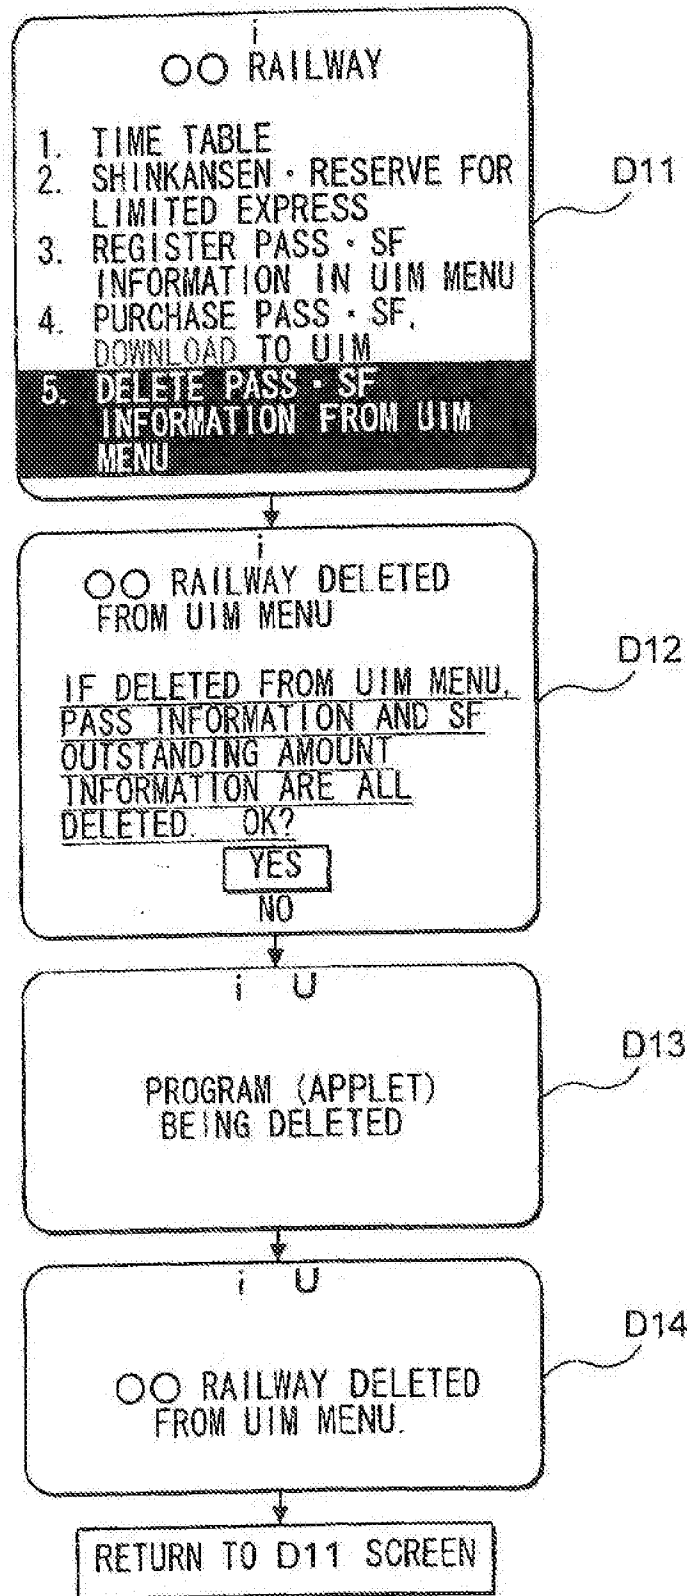 i
○○ RAILWAY
1. TIME TABLE
2. SHINKANSEN・RESERVE FOR
LIMITED EXPRESS
3. REGISTER PASS・SF
INFORMATION IN UIM MENU
4. PURCHASE PASS・SF,
DOWNLOAD TO UIM
5. DELETE PASS・SF
INFORMATION FROM UIM
MENU
D11
i
○○ RAILWAY DELETED
FROM UIM MENU
IF DELETED FROM UIM MENU,
PASS INFORMATION AND SF
OUTSTANDING AMOUNT
INFORMATION ARE ALL
DELETED. OK?
YES
NO
D12
i U
PROGRAM (APPLET)
BEING DELETED
D13
i U
○○ RAILWAY DELETED
FROM UIM MENU.
D14
RETURN TO D11 SCREEN